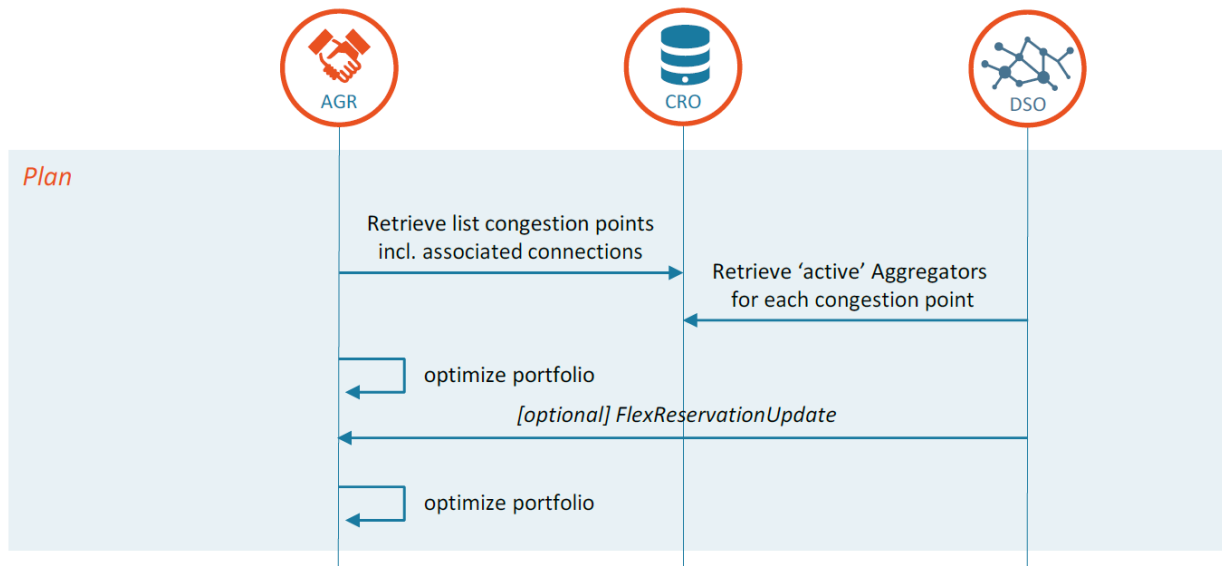 AGR
CRO
DSO
Plan
Retrieve list congestion points
incl. associated connections
Retrieve ‘active’ Aggregators
for each congestion point
optimize portfolio
[optional] FlexReservationUpdate
optimize portfolio